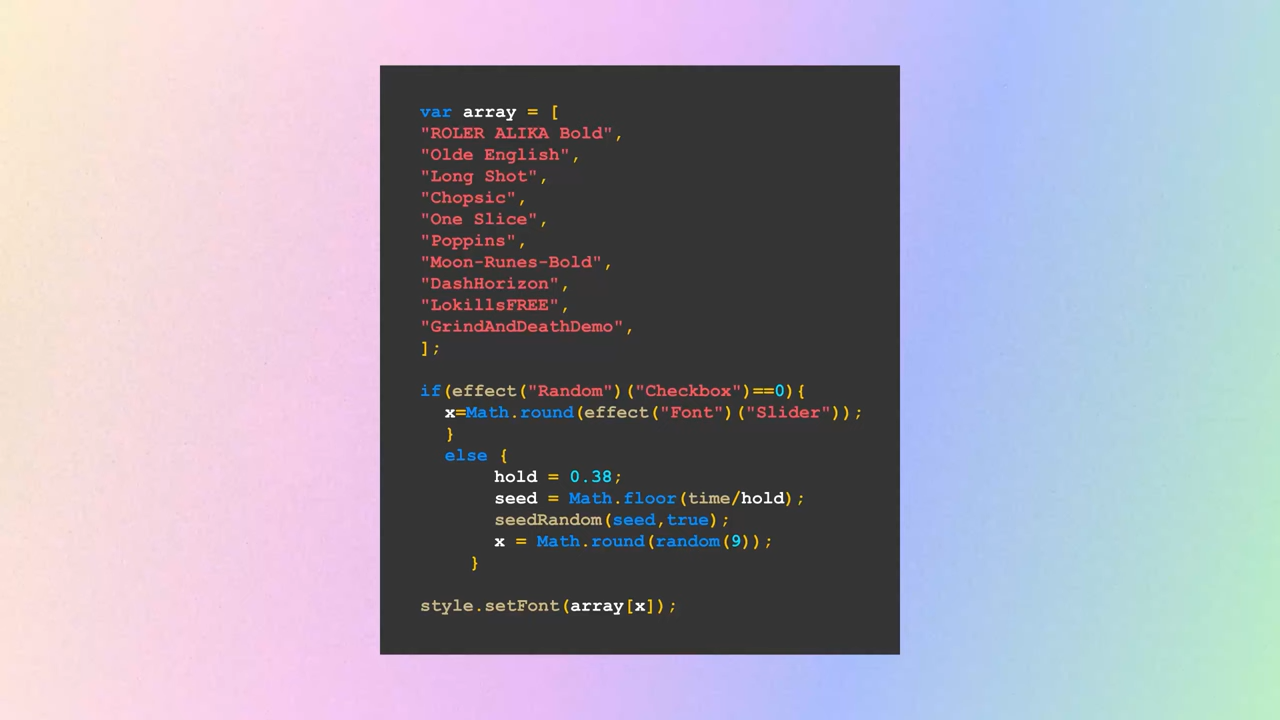 var array = [
"ROLER ALIKA Bold",
"Olde English",
"Long Shot",
"Chopsic",
"One Slice",
"Poppins",
"Moon-Runes-Bold",
"DashHorizon",
"LokillsFREE",
"GrindAndDeathDemo",
];
if(effect("Random")("Checkbox")==0){
x=Math.round(effect("Font")("Slider"));
}
else {
hold = 0.38;
seed = Math.floor(time/hold);
seedRandom(seed,true);
x = Math.round(random(9));
}
style.setFont(array[x]);